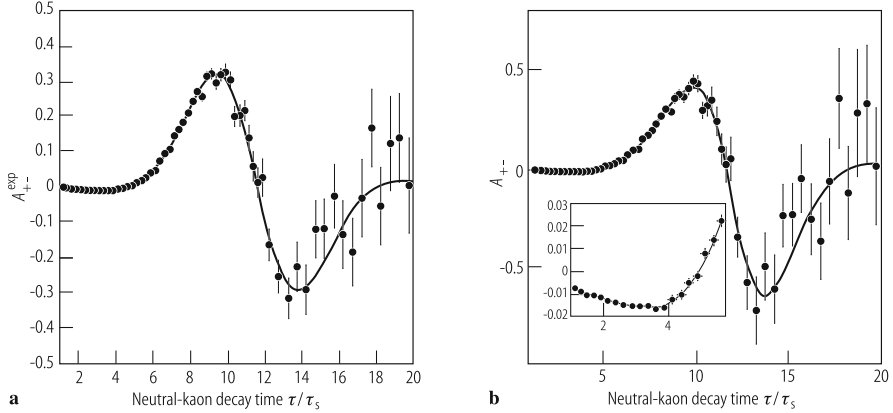 0.5
0.4
0.3
0.2
0.1
0
-0.1
-0.2
-0.3
-0.4
-0.5
A+-exp
2 4 6 8 10 12 14 16 18 20
Neutral-kaon decay time τ/τs
a
0.5
0
-0.5
A+-
0.03
0.02
0.01
0
-0.01
-0.02
2 4
5 10 15 20
Neutral-kaon decay time τ/τs
b